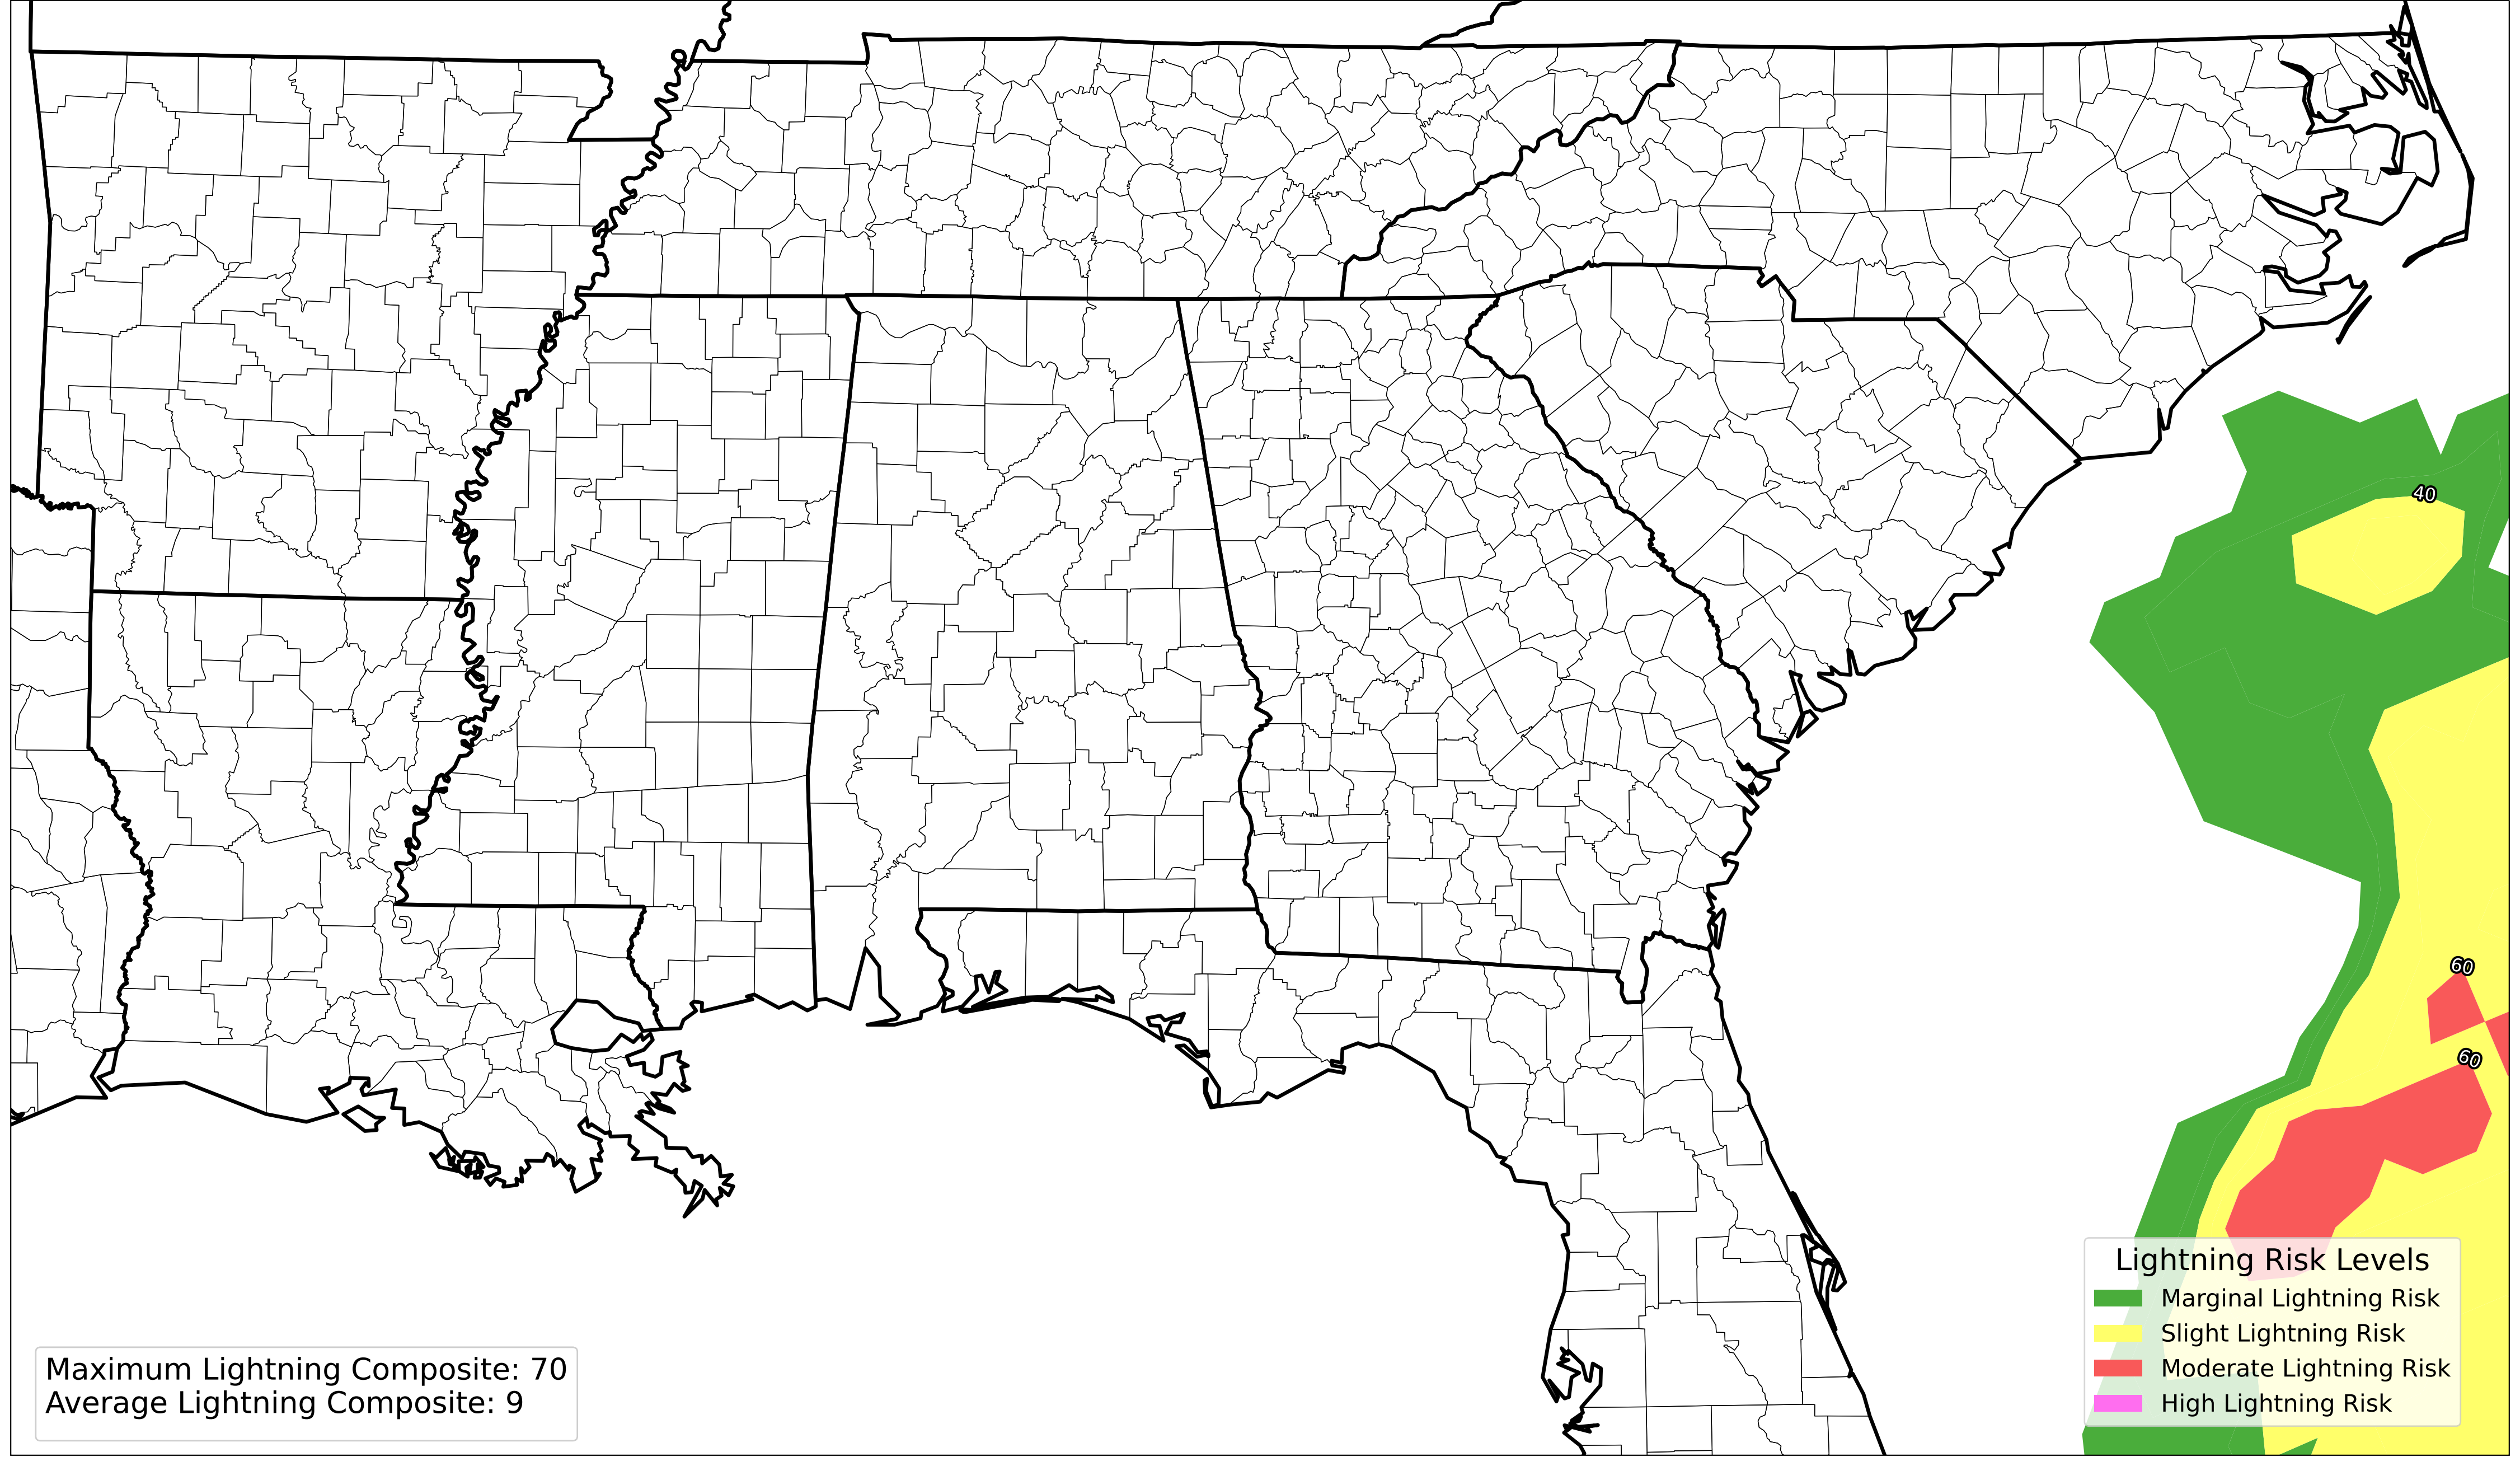 40
60
60
Lightning Risk Levels
Marginal Lightning Risk
Slight Lightning Risk
Moderate Lightning Risk
High Lightning Risk
Maximum Lightning Composite: 70
Average Lightning Composite: 9